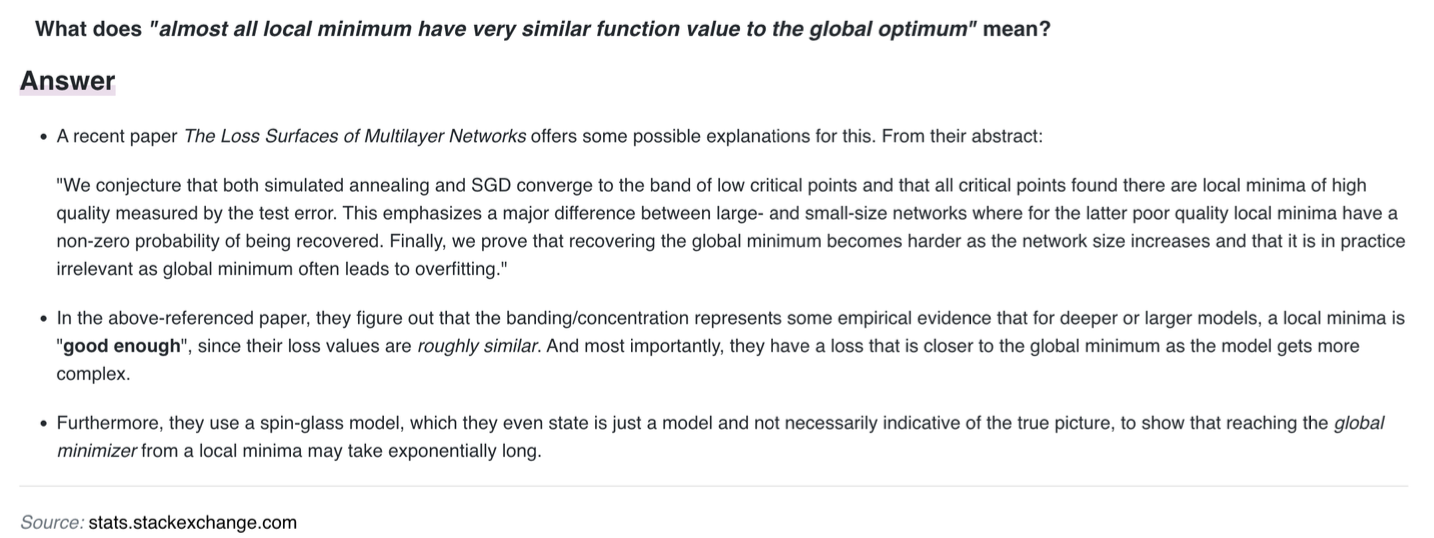 What does "almost all local minimum have very similar function value to the global optimum" mean?
Answer
• A recent paper The Loss Surfaces of Multilayer Networks offers some possible explanations for this. From their abstract:
"We conjecture that both simulated annealing and SGD converge to the band of low critical points and that all critical points found there are local minima of high
quality measured by the test error. This emphasizes a major difference between large- and small-size networks where for the latter poor quality local minima have a
non-zero probability of being recovered. Finally, we prove that recovering the global minimum becomes harder as the network size increases and that it is in practice
irrelevant as global minimum often leads to overfitting."
• In the above-referenced paper, they figure out that the banding/concentration represents some empirical evidence that for deeper or larger models, a local minima is
"good enough", since their loss values are roughly similar. And most importantly, they have a loss that is closer to the global minimum as the model gets more
complex.
• Furthermore, they use a spin-glass model, which they even state is just a model and not necessarily indicative of the true picture, to show that reaching the global
minimizer from a local minima may take exponentially long.
Source: stats.stackexchange.com